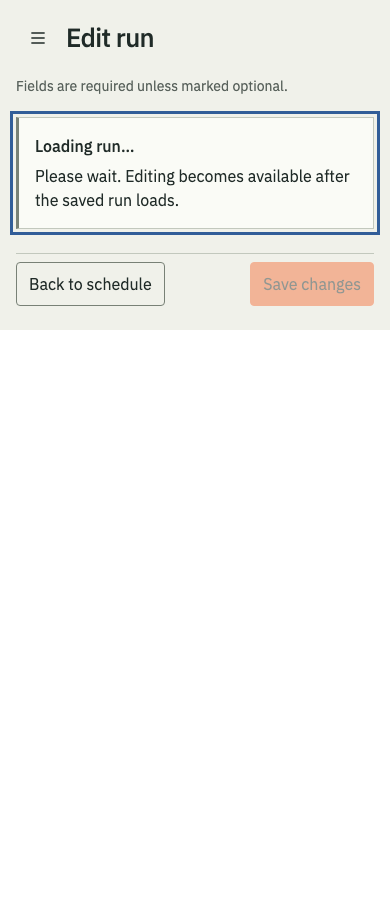 Edit run
Fields are required unless marked optional.
Loading run…
Please wait. Editing becomes available after
the saved run loads.
Back to schedule
Save changes